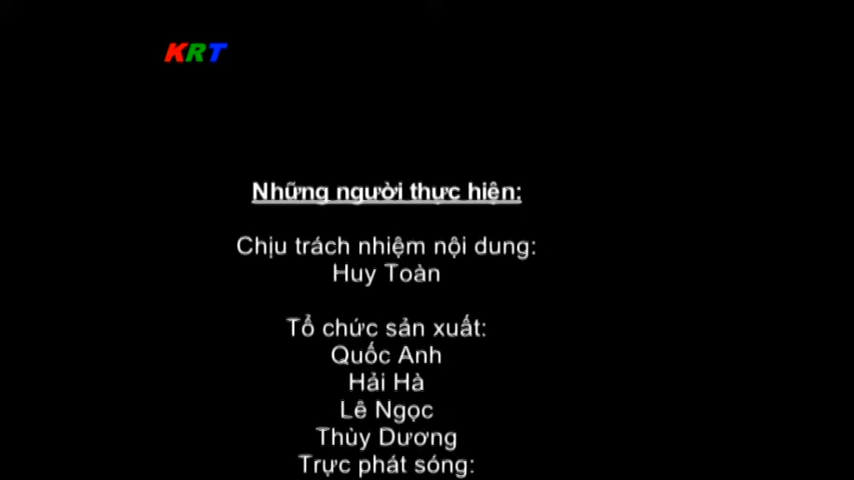 KRT
Những người thực hiện:
Chịu trách nhiệm nội dung:
Huy Toàn
Tổ chức sản xuất:
Quốc Anh
Hải Hà
Lê Ngọc
Thùy Dương
Trực phát sóng: